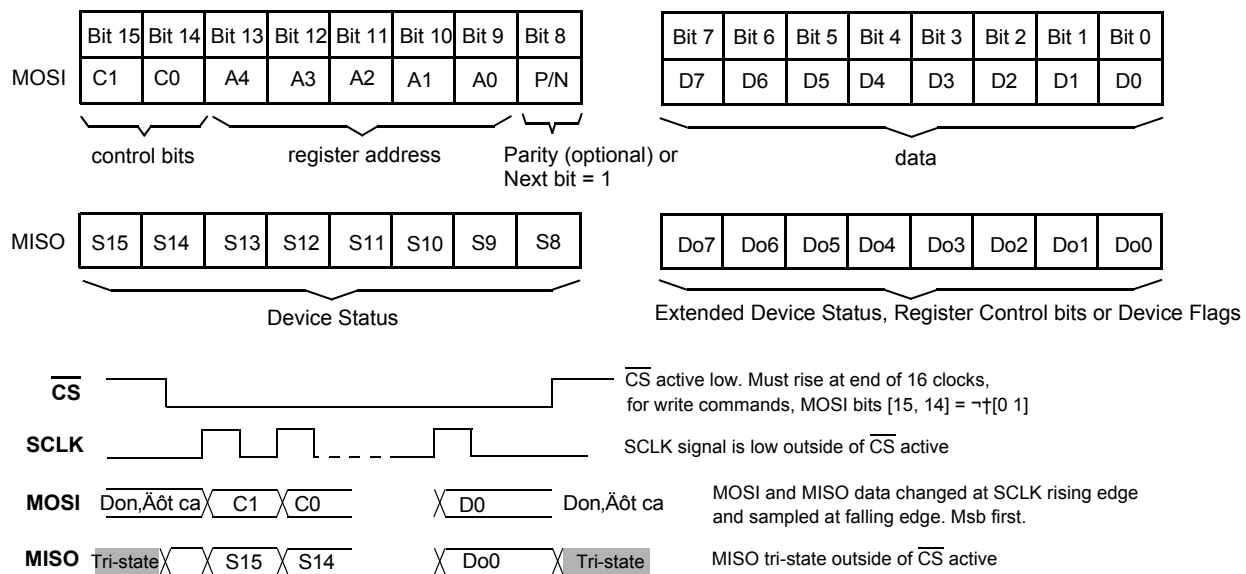 Bit 15 Bit 14 Bit 13 Bit 12 Bit 11 Bit 10 Bit 9 Bit 8 Bit 7 Bit 6 Bit 5 Bit 4 Bit 3 Bit 2 Bit 1 Bit 0
MOSI C1 C0 A4 A3 A2 A1 A0 P/N D7 D6 D5 D4 D3 D2 D1 D0
control bits register address Parity (optional) or data
Next bit = 1
MISO S15 S14 S13 S12 S11 S10 S9 S8 Do7 Do6 Do5 Do4 Do3 Do2 Do1 Do0
Device Status Extended Device Status, Register Control bits or Device Flags
CS CS active low. Must rise at end of 16 clocks,
for write commands, MOSI bits [15, 14] = ¬†[0 1]
SCLK SCLK signal is low outside of CS active
MOSI Don‚Äôt ca C1 C0 D0 Don‚Äôt ca MOSI and MISO data changed at SCLK rising edge
and sampled at falling edge. Msb first.
MISO Tri-state S15 S14 Do0 Tri-state MISO tri-state outside of CS active